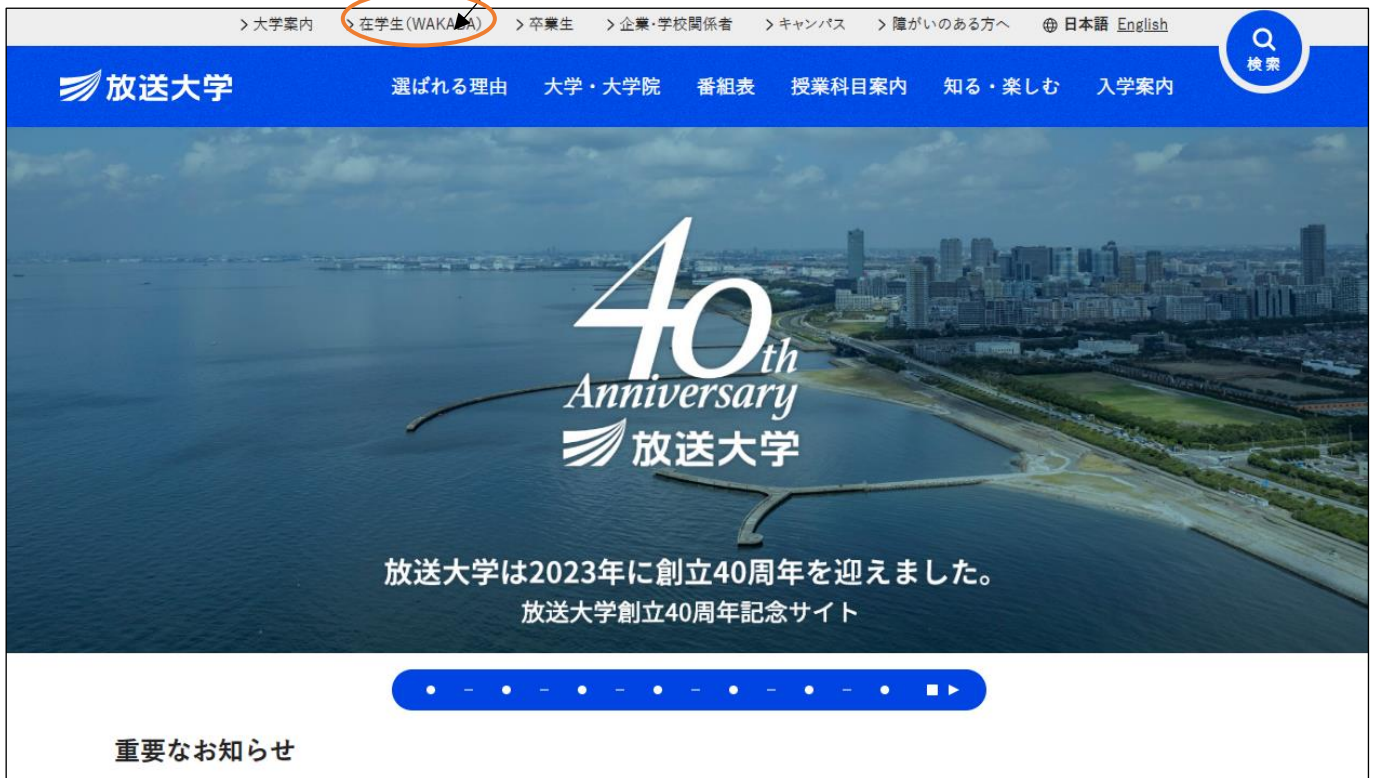 大学案内 在学生(WAKABA) 卒業生 企業・学校関係者 キャンパス 障がいのある方へ 日本語 English
検索
放送大学 選ばれる理由 大学・大学院 番組表 授業科目案内 知る・楽しむ 入学案内
40th
Anniversary
放送大学
放送大学は2023年に創立40周年を迎えました。
放送大学創立40周年記念サイト
重要なお知らせ